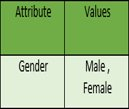 Attribute Values
Gender Male ,
Female